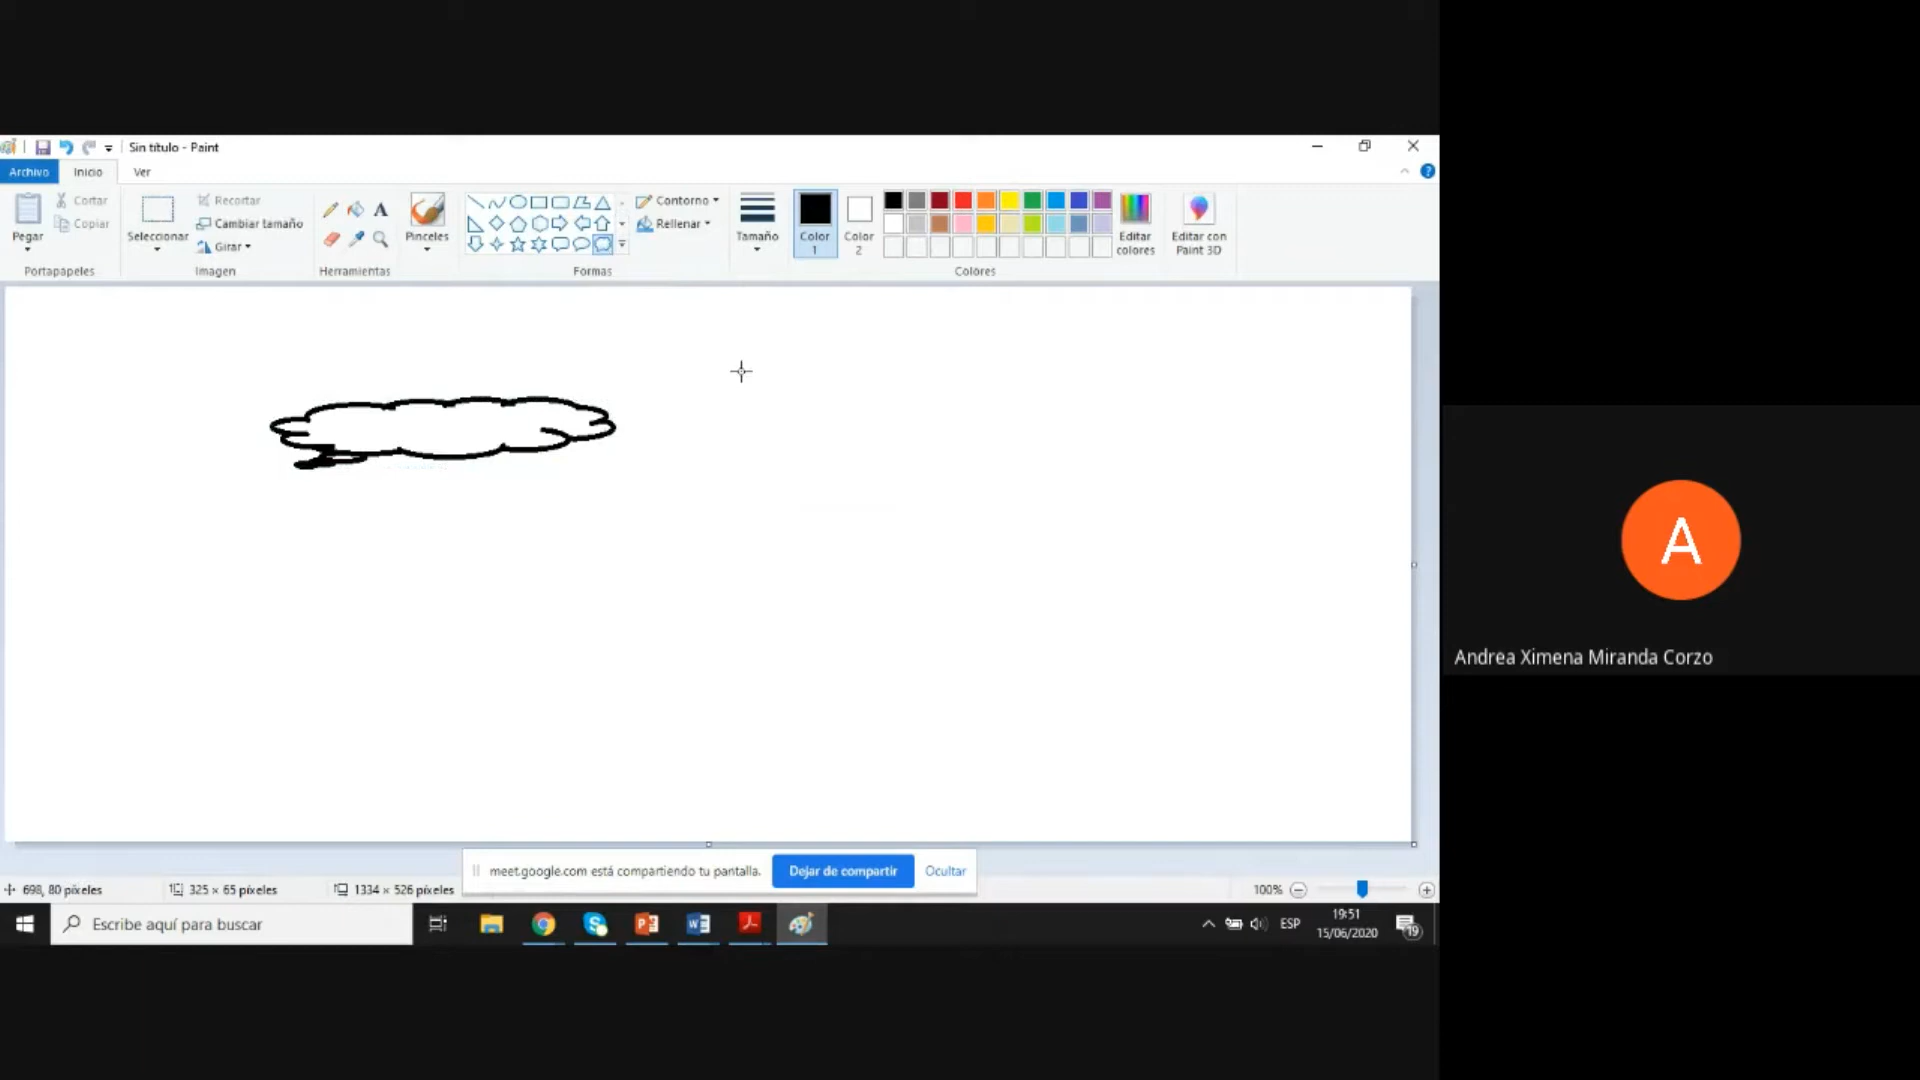 Sin título - Paint
Archivo Inicio Ver
Pegar
Cortar
Copiar
Portapapeles
Seleccionar
Recortar
Cambiar tamaño
Girar
Imagen
A
Herramientas
Pinceles
Formas
Contorno
Rellenar
Tamaño
Color 1
Color 2
Colores
Editar colores
Editar con Paint 3D
A
Andrea Ximena Miranda Corzo
meet.google.com está compartiendo tu pantalla. Dejar de compartir Ocultar
698, 80 píxeles 325 × 65 píxeles 1334 × 526 píxeles 100%
Escribe aquí para buscar
ESP
19:51
15/06/2020
19